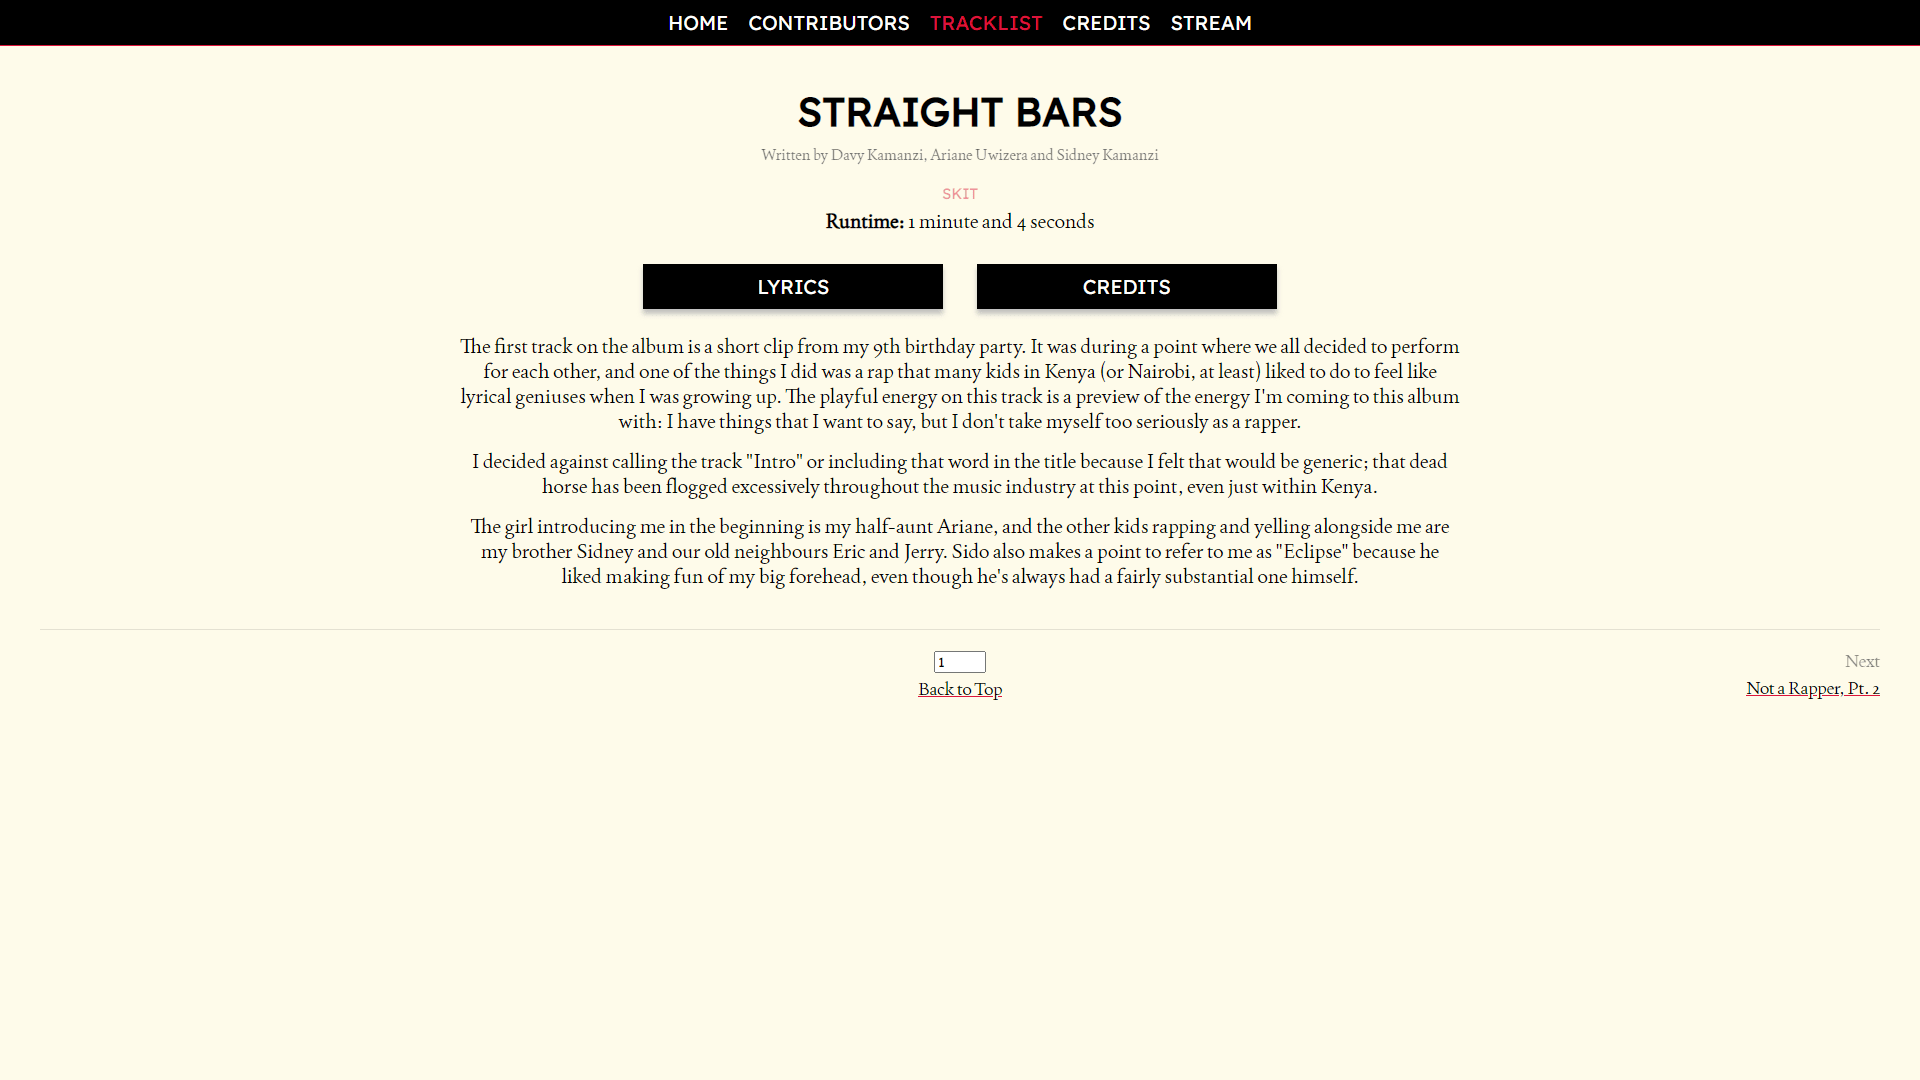 HOME CONTRIBUTORS TRACKLIST CREDITS STREAM
STRAIGHT BARS
Written by Davy Kamanzi, Ariane Uwizera and Sidney Kamanzi
SKIT
Runtime: 1 minute and 4 seconds
LYRICS CREDITS
The first track on the album is a short clip from my 9th birthday party. It was during a point where we all decided to perform
for each other, and one of the things I did was a rap that many kids in Kenya (or Nairobi, at least) liked to do to feel like
lyrical geniuses when I was growing up. The playful energy on this track is a preview of the energy I'm coming to this album
with: I have things that I want to say, but I don't take myself too seriously as a rapper.
I decided against calling the track "Intro" or including that word in the title because I felt that would be generic; that dead
horse has been flogged excessively throughout the music industry at this point, even just within Kenya.
The girl introducing me in the beginning is my half-aunt Ariane, and the other kids rapping and yelling alongside me are
my brother Sidney and our old neighbours Eric and Jerry. Sido also makes a point to refer to me as "Eclipse" because he
liked making fun of my big forehead, even though he's always had a fairly substantial one himself.
1
Back to Top
Next
Not a Rapper, Pt. 2